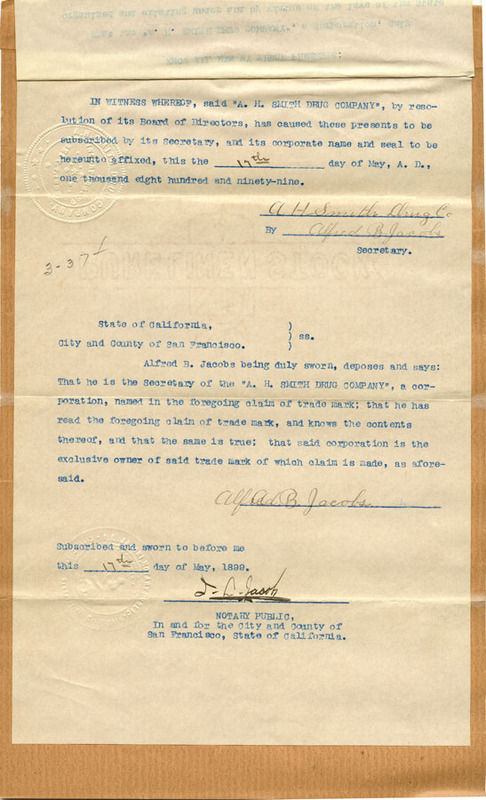 IN WITNESS WHEREOF, said "A. H. SMITH DRUG COMPANY", by reso-
lution of its Board of Directors, has caused these presents to be
subscribed by its Secretary, and its corporate name and seal to be
hereunto affixed, this the 17th day of May, A. D.,
one thousand eight hundred and ninety-nine.
A H Smith Drug Co
By Alfred B. Jacobs
Secretary.
3-37
State of California, )
) ss.
City and County of San Francisco. )
Alfred B. Jacobs being duly sworn, deposes and says:
That he is the Secretary of the "A. H. SMITH DRUG COMPANY", a cor-
poration, named in the foregoing claim of trade mark; that he has
read the foregoing claim of trade mark, and knows the contents
thereof, and that the same is true; that said corporation is the
exclusive owner of said trade mark of which claim is made, as afore-
said.
Alfred B. Jacobs
Subscribed and sworn to before me
this 17th day of May, 1899.
NOTARY PUBLIC,
In and for the City and County of
San Francisco, State of California.